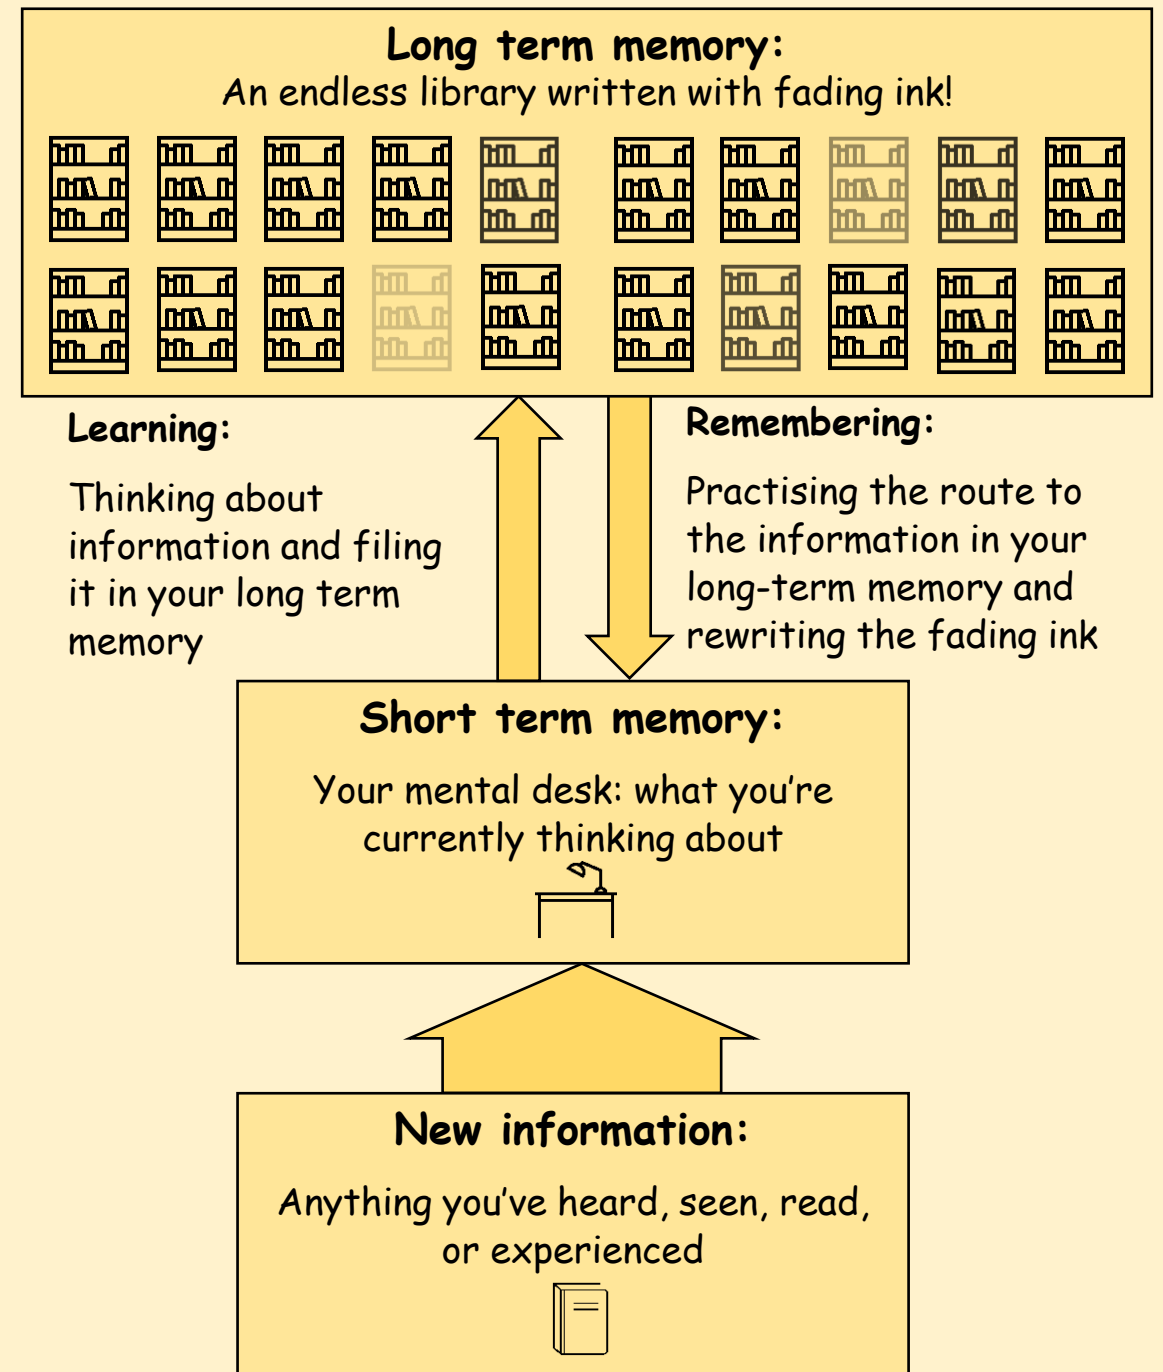 Long term memory:
An endless library written with fading ink!
Learning:
Thinking about
information and filing
it in your long term
memory
Remembering:
Practising the route to
the information in your
long-term memory and
rewriting the fading ink
Short term memory:
Your mental desk: what you’re
currently thinking about
New information:
Anything you’ve heard, seen, read,
or experienced